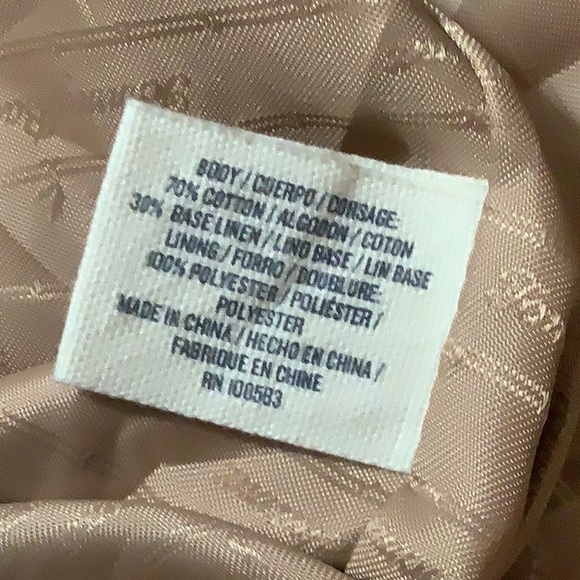 BODY / CUERPO / CORSAGE:
70% COTTON / ALGODON / COTON
30% BASE LINEN / LINO BASE / LIN BASE
LINING / FORRO / DOUBLURE:
100% POLYESTER / POLIÉSTER /
POLYESTER
MADE IN CHINA / HECHO EN CHINA /
FABRIQUE EN CHINE
RN 100583